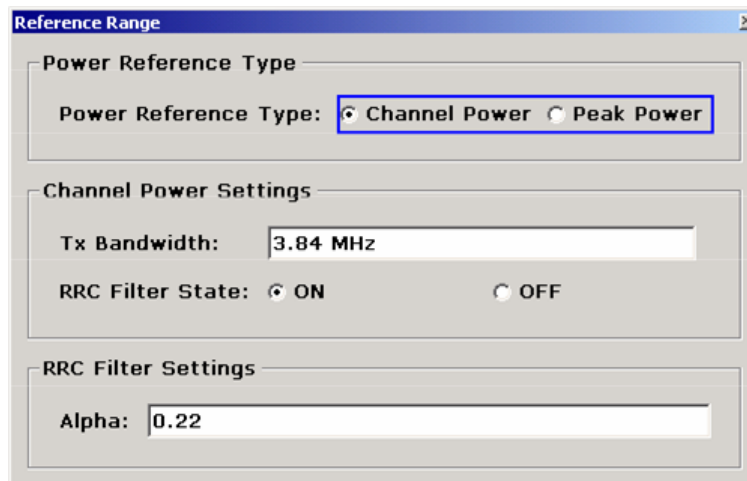 Reference Range
Power Reference Type
Power Reference Type: Channel Power Peak Power
Channel Power Settings
Tx Bandwidth: 3.84 MHz
RRC Filter State: ON OFF
RRC Filter Settings
Alpha: 0.22